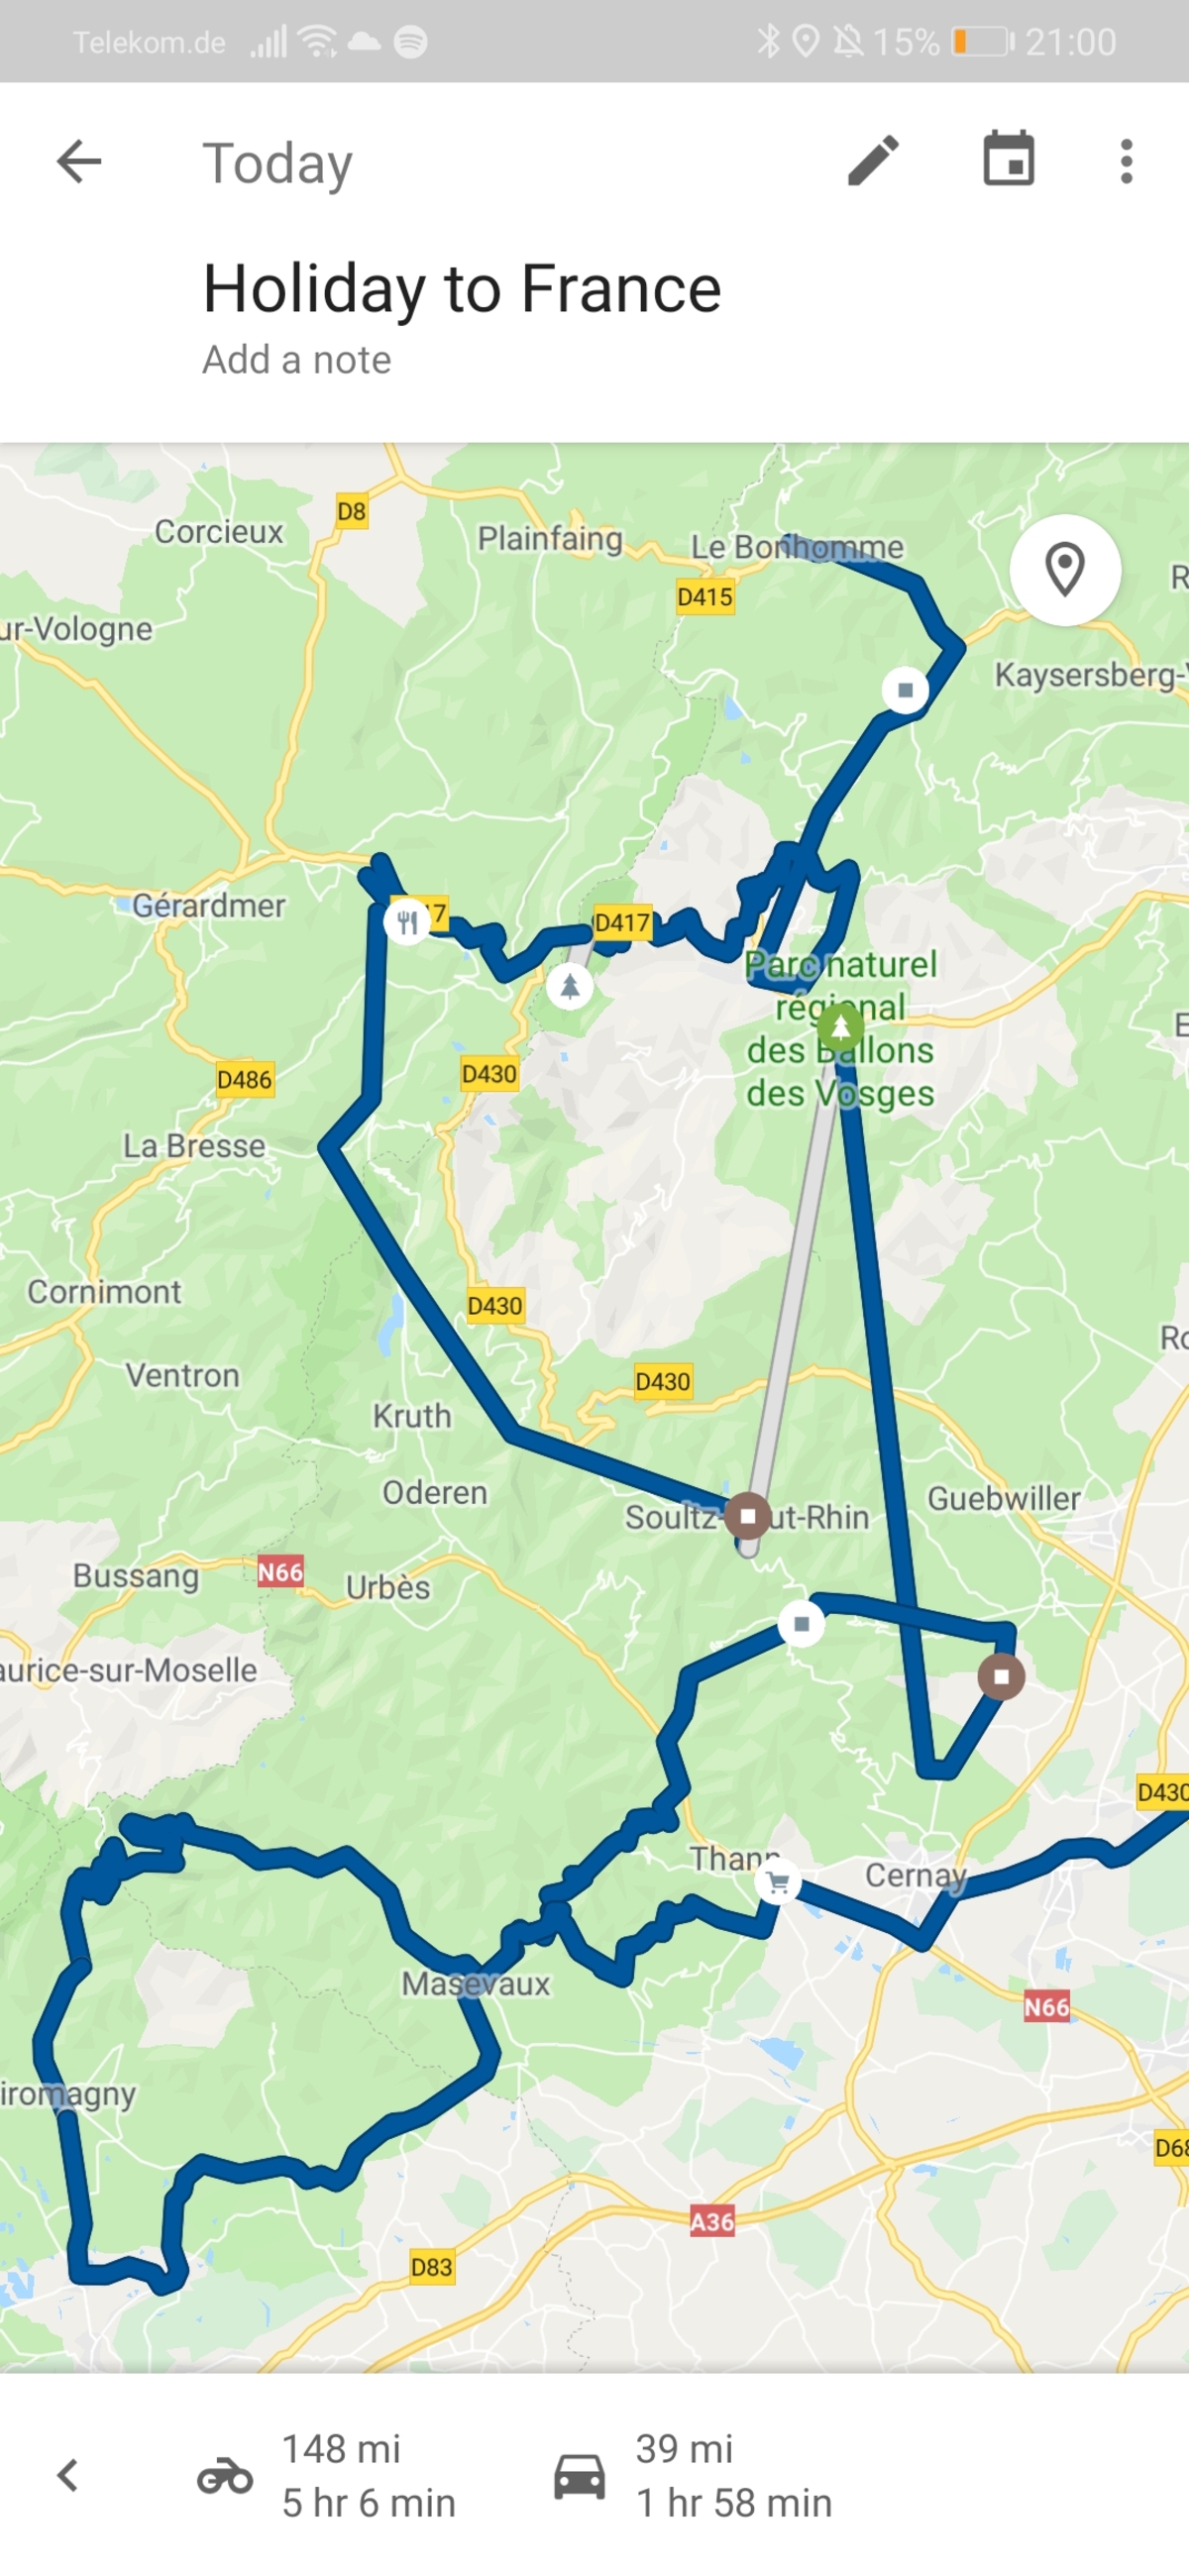 Telekom.de 15% 21:00
Today
Holiday to France
Add a note
D8
Corcieux
Plainfaing
Le Bonhomme
D415
ur-Vologne
Kaysersberg-
Gérardmer
17
D417
Parc naturel
régional
des Ballons
des Vosges
D486
D430
La Bresse
Cornimont
D430
Ventron
D430
Kruth
Oderen
Guebwiller
Soultz- ut-Rhin
Bussang
N66
Urbès
aurice-sur-Moselle
D430
Thann
Cernay
Masevaux
N66
iromagny
D68
A36
D83
148 mi
5 hr 6 min
39 mi
1 hr 58 min